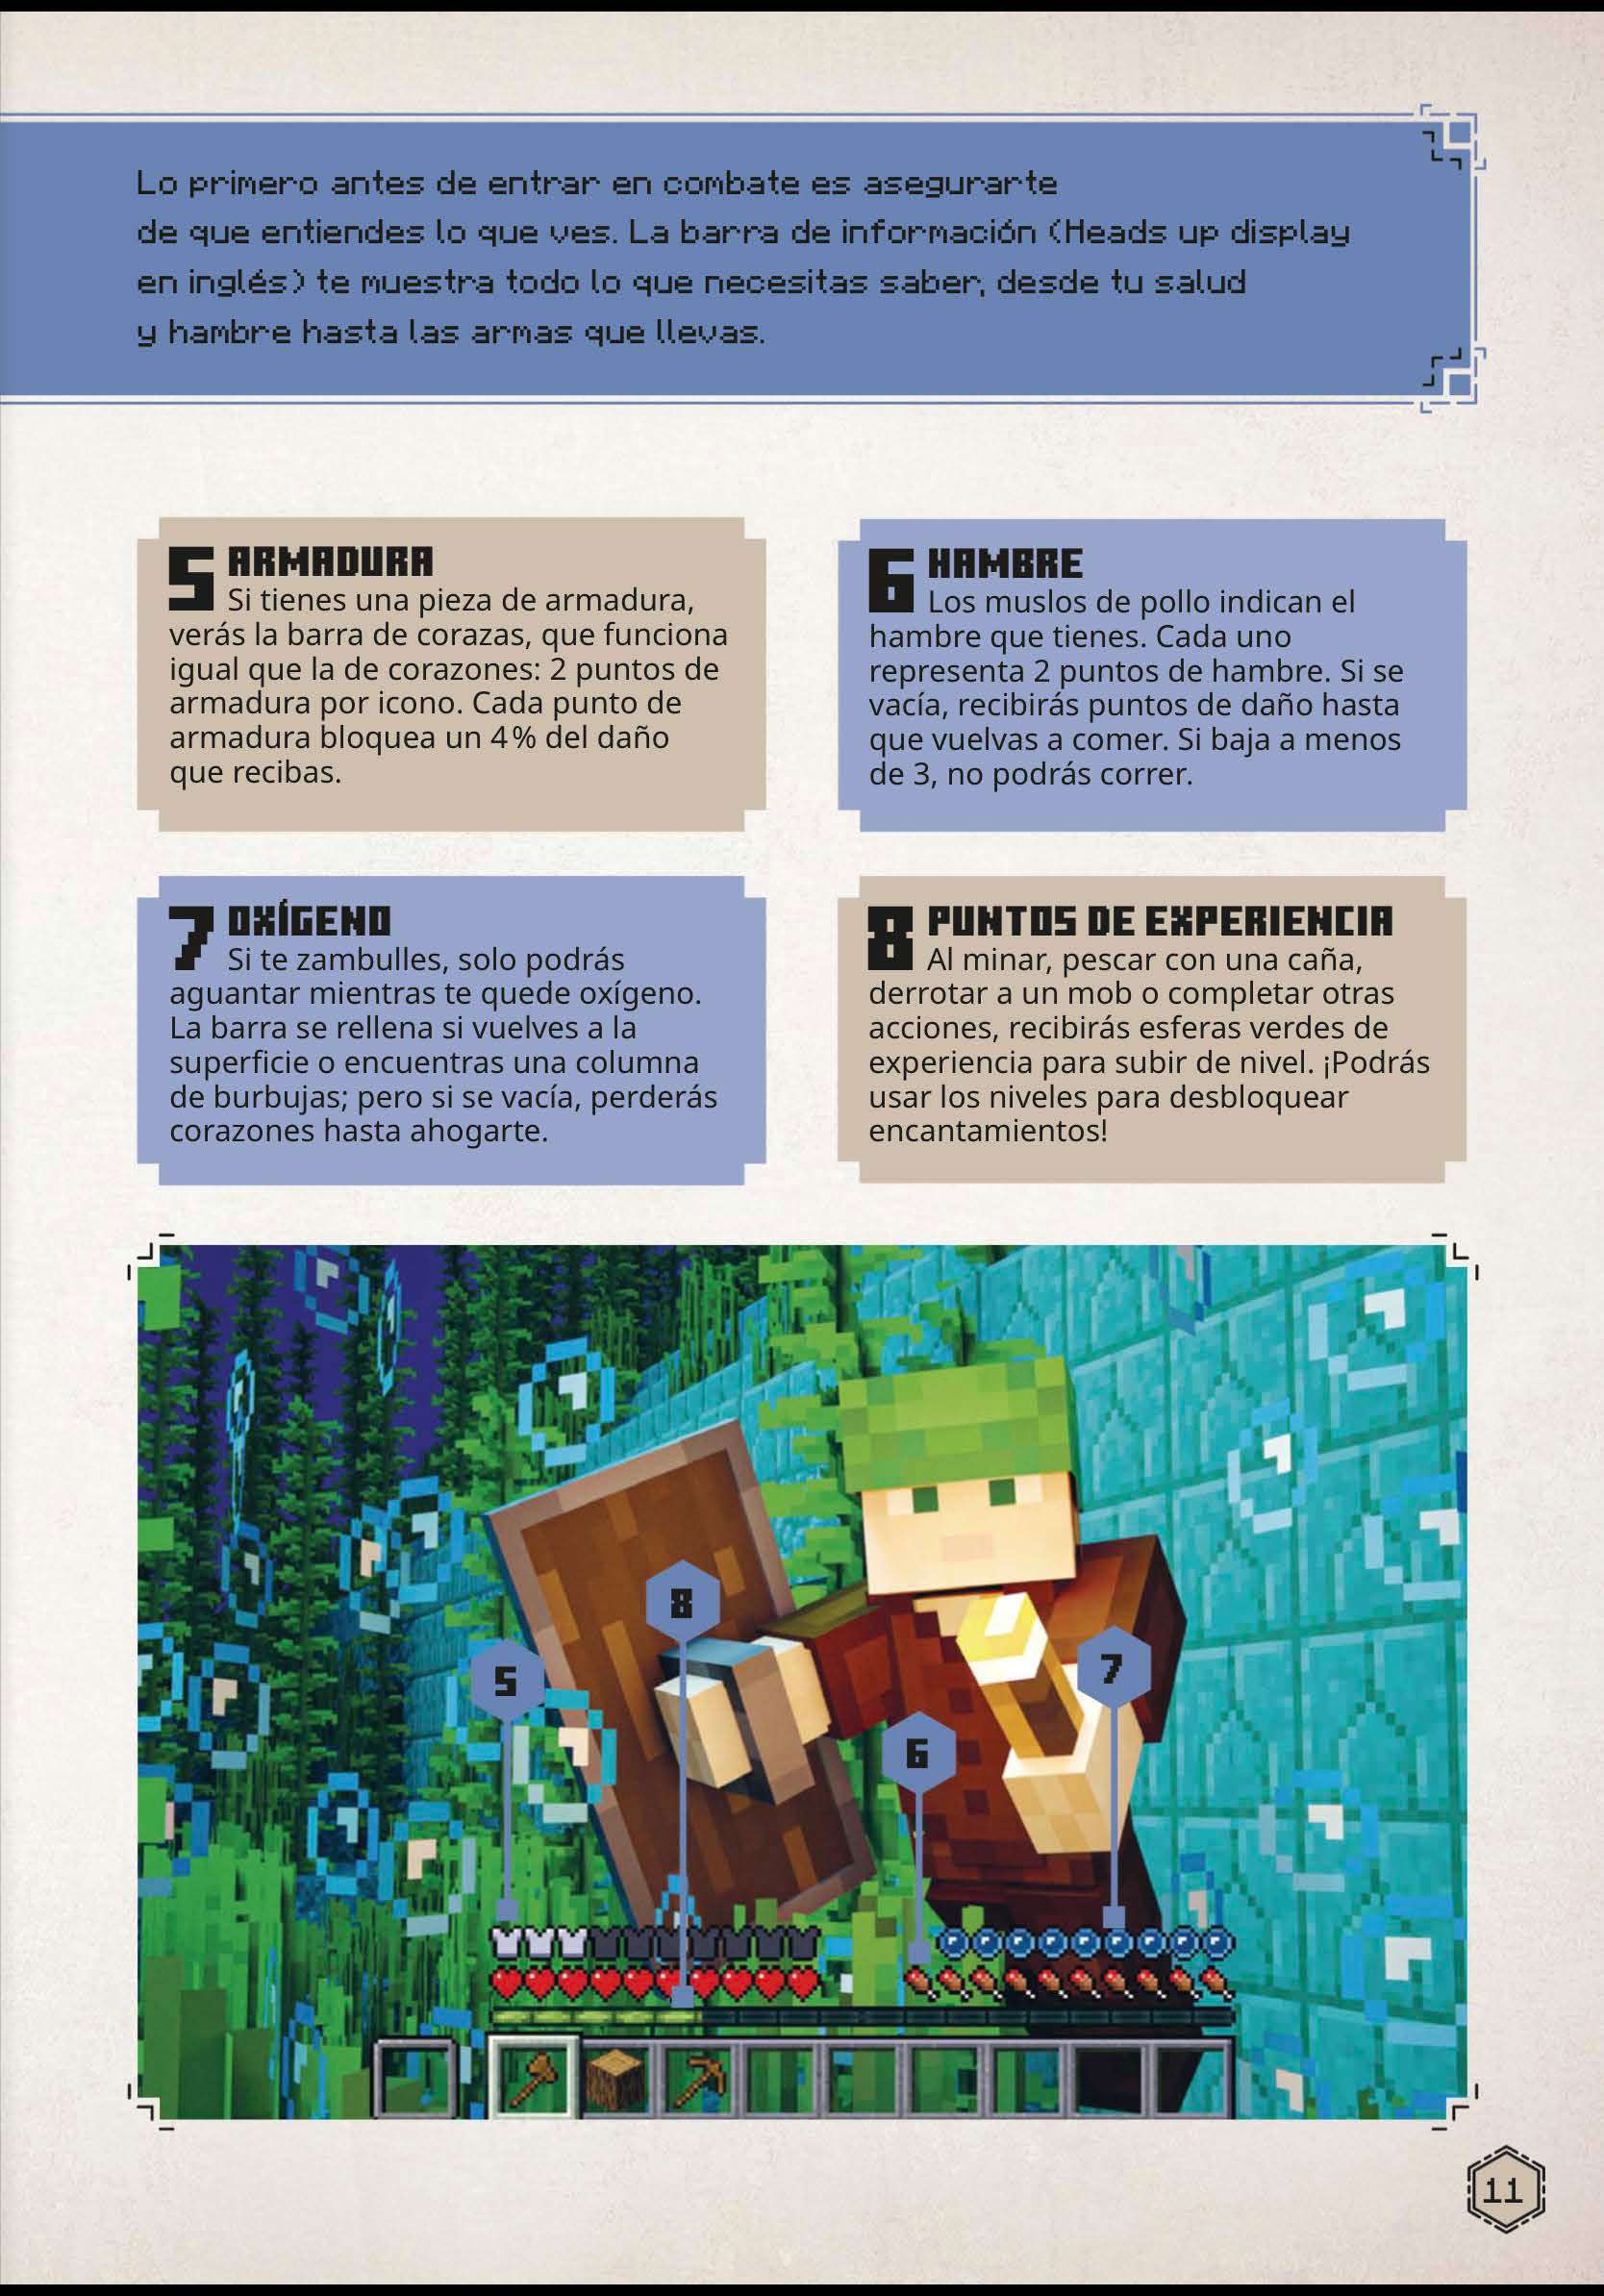 Lo primero antes de entrar en combate es asegurarte
de que entiendes lo que ves. La barra de información (Heads up display
en inglés) te muestra todo lo que necesitas saber, desde tu salud
y hambre hasta las armas que llevas.
5 ARMADURA
Si tienes una pieza de armadura,
verás la barra de corazas, que funciona
igual que la de corazones: 2 puntos de
armadura por icono. Cada punto de
armadura bloquea un 4 % del daño
que recibas.
6 HAMBRE
Los muslos de pollo indican el
hambre que tienes. Cada uno
representa 2 puntos de hambre. Si se
vacía, recibirás puntos de daño hasta
que vuelvas a comer. Si baja a menos
de 3, no podrás correr.
7 OXÍGENO
Si te zambulles, solo podrás
aguantar mientras te quede oxígeno.
La barra se rellena si vuelves a la
superficie o encuentras una columna
de burbujas; pero si se vacía, perderás
corazones hasta ahogarte.
8 PUNTOS DE EXPERIENCIA
Al minar, pescar con una caña,
derrotar a un mob o completar otras
acciones, recibirás esferas verdes de
experiencia para subir de nivel. ¡Podrás
usar los niveles para desbloquear
encantamientos!
8
5
7
6
11